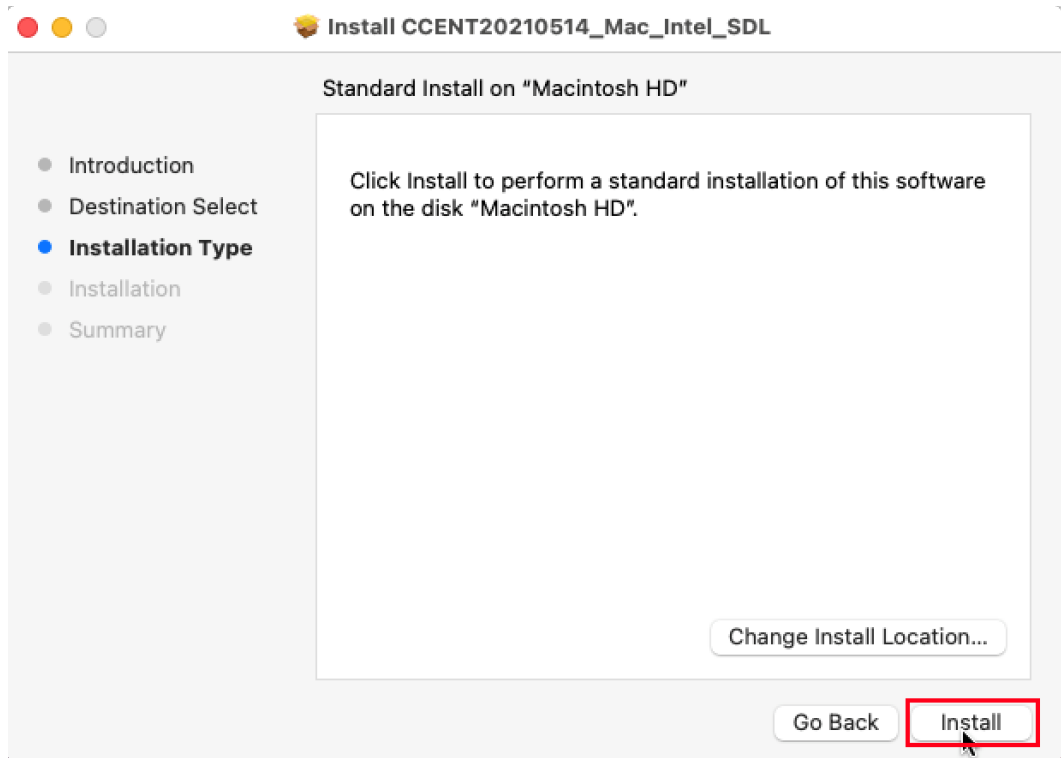 Install CCENT20210514_Mac_Intel_SDL
Standard Install on “Macintosh HD”
Introduction
Destination Select
Installation Type
Installation
Summary
Click Install to perform a standard installation of this software
on the disk “Macintosh HD”.
Change Install Location...
Go Back
Install